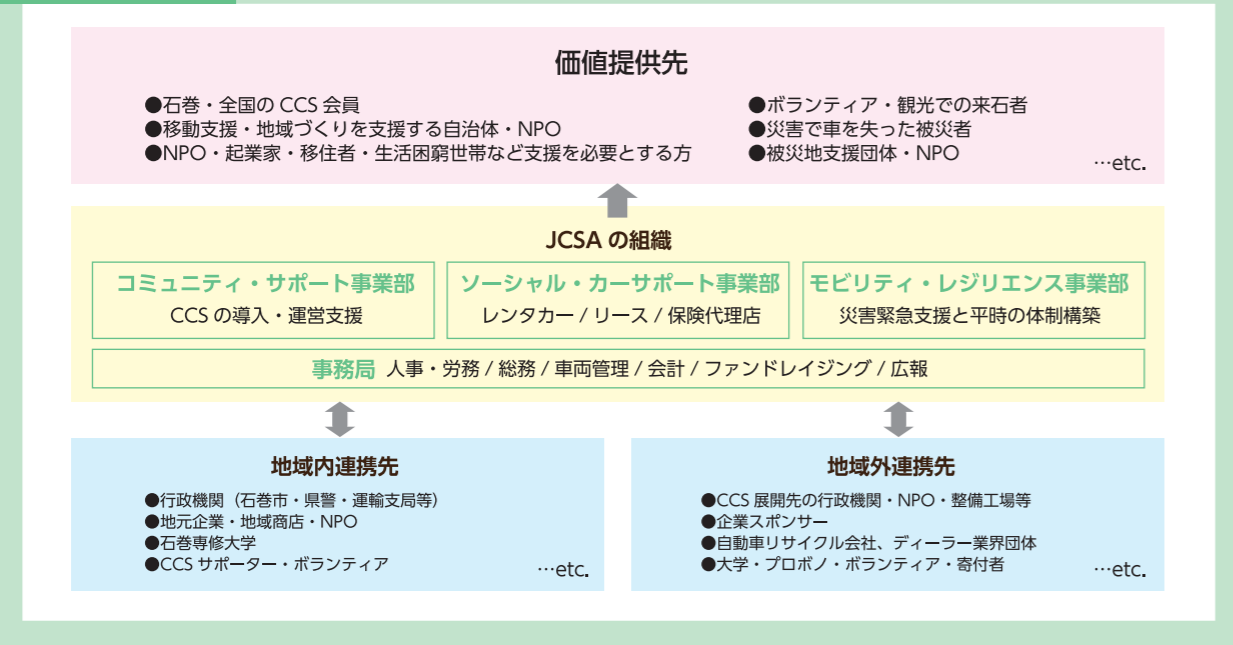 価値提供先
●石巻・全国の CCS 会員
●移動支援・地域づくりを支援する自治体・NPO
●NPO・起業家・移住者・生活困窮世帯など支援を必要とする方
●ボランティア・観光での来石者
●災害で車を失った被災者
●被災地支援団体・NPO
…etc.
JCSA の組織
コミュニティ・サポート事業部
CCS の導入・運営支援
ソーシャル・カーサポート事業部
レンタカー / リース / 保険代理店
モビリティ・レジリエンス事業部
災害緊急支援と平時の体制構築
事務局 人事・労務 / 総務 / 車両管理 / 会計 / ファンドレイジング / 広報
地域内連携先
●行政機関（石巻市・県警・運輸支局等）
●地元企業・地域商店・NPO
●石巻専修大学
●CCS サポーター・ボランティア
…etc.
地域外連携先
●CCS 展開先の行政機関・NPO・整備工場等
●企業スポンサー
●自動車リサイクル会社、ディーラー業界団体
●大学・プロボノ・ボランティア・寄付者
…etc.